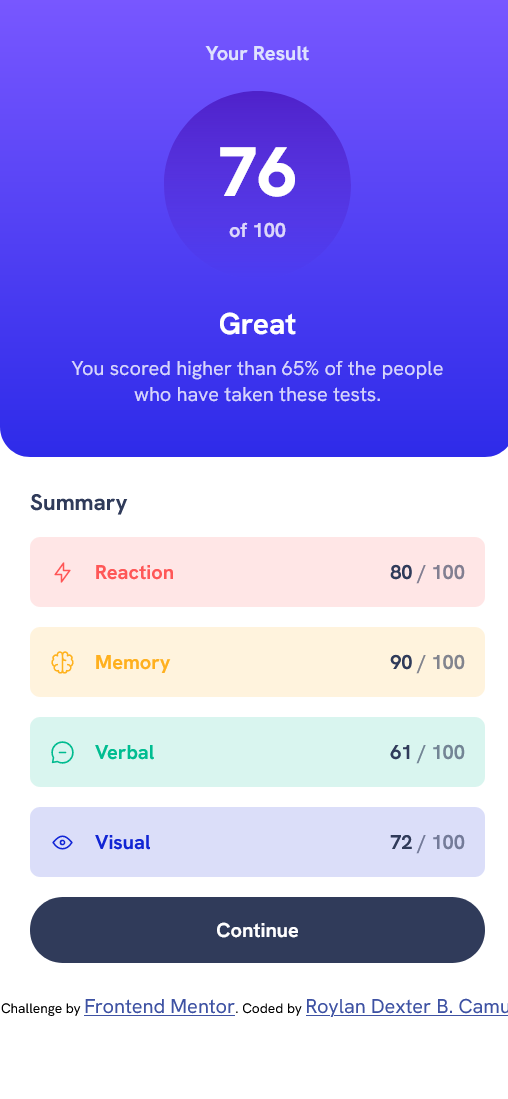 Your Result
76
of 100
Great
You scored higher than 65% of the people
who have taken these tests.
Summary
Reaction 80 / 100
Memory 90 / 100
Verbal 61 / 100
Visual 72 / 100
Continue
Challenge by Frontend Mentor. Coded by Roylan Dexter B.